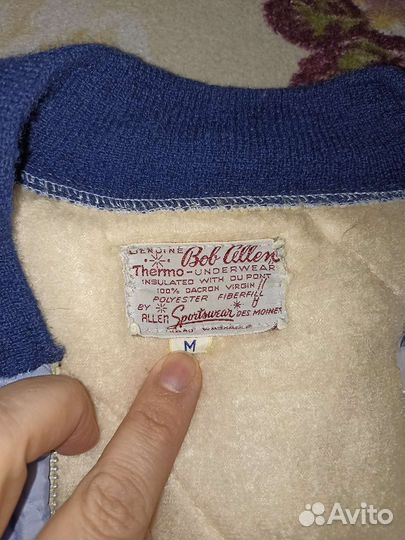 GENUINE
Bob Allen
Thermo-UNDERWEAR
INSULATED WITH DU PONT
100% DACRON VIRGIN
POLYESTER FIBERFILL
BY
ALLEN Sportswear DES MOINES
M
Avito